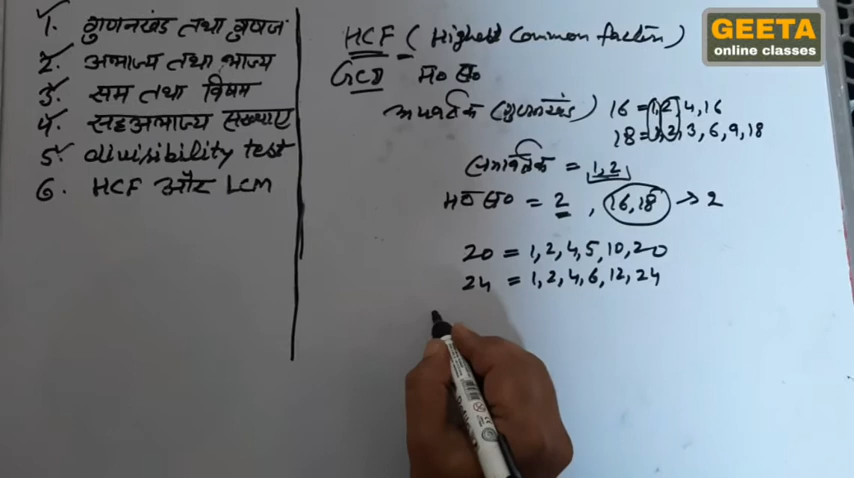 1. गुणनखंड तथा गुणज
2. अभाज्य तथा भाज्य
3. सम तथा विषम
4. सहअभाज्य संख्याए
5. divisibility test
6. HCF और LCM
HCF ( Highest Common factor )
GCD म० स०
अपवर्तक (गुणनखंड) 16 = 1, 2, 4, 16
18 = 1, 2, 3, 6, 9, 18
समापवर्तक = 1, 2
म० स० = 2 , 16, 18 → 2
20 = 1, 2, 4, 5, 10, 20
24 = 1, 2, 4, 6, 12, 24
GEETA
online classes